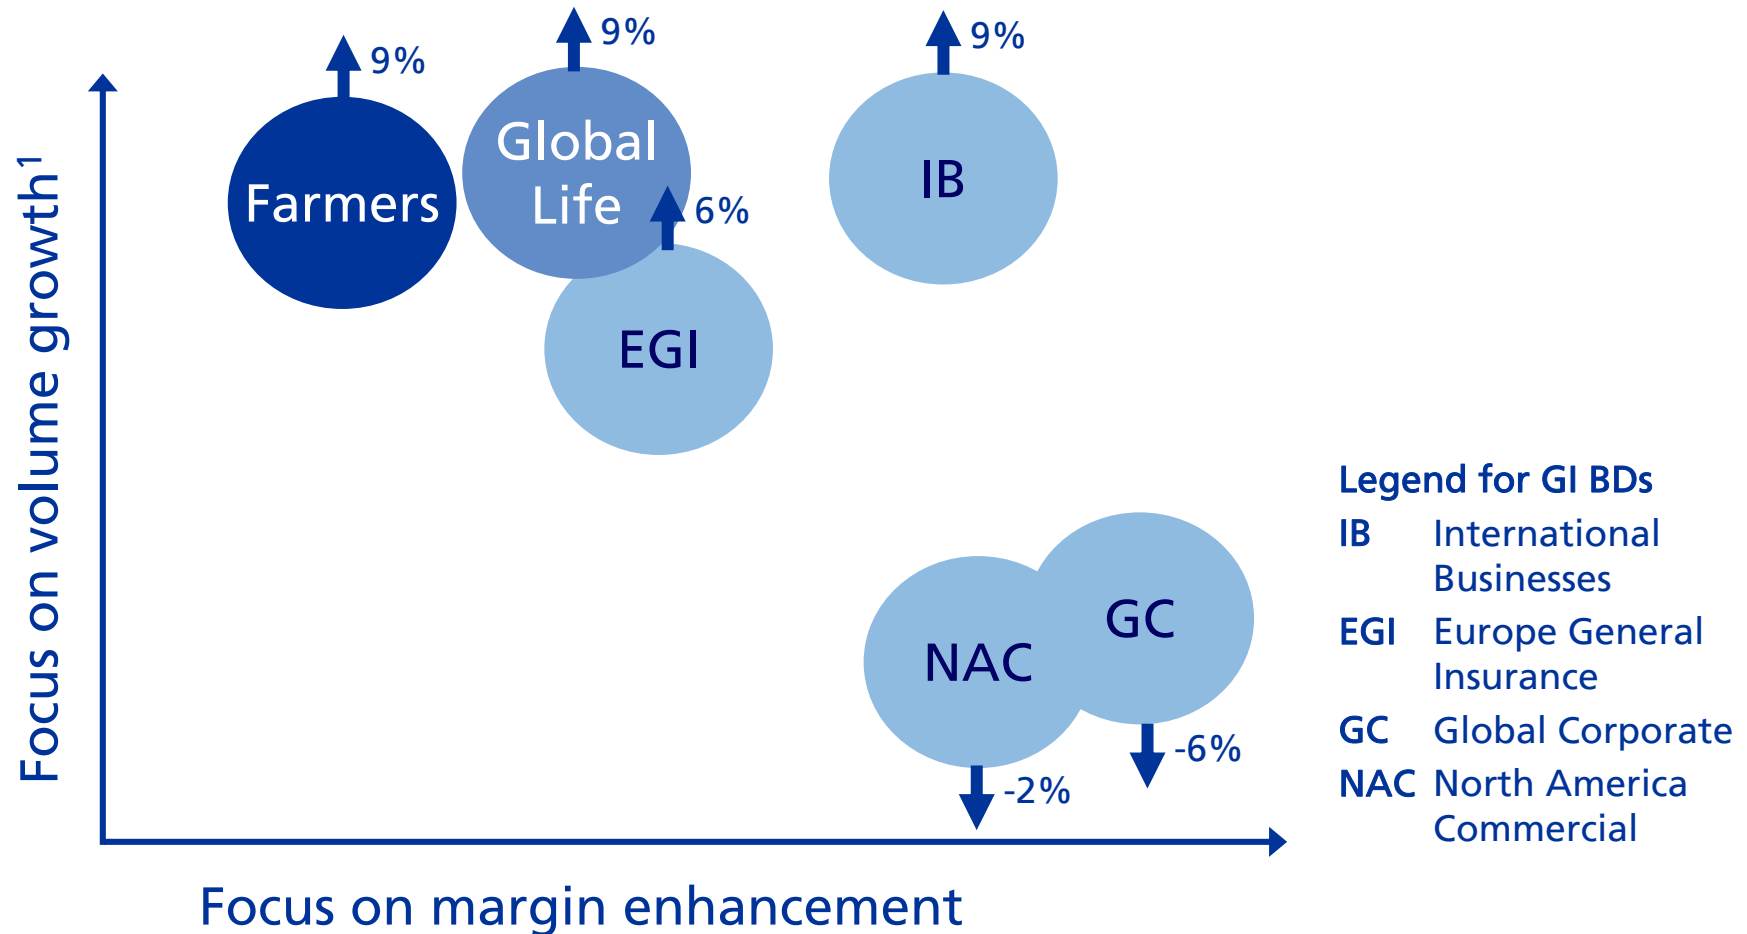 9%
9%
9%
Farmers
Global
Life
IB
6%
EGI
NAC
GC
-2%
-6%
Focus on volume growth¹
Focus on margin enhancement
Legend for GI BDs
IB International
Businesses
EGI Europe General
Insurance
GC Global Corporate
NAC North America
Commercial